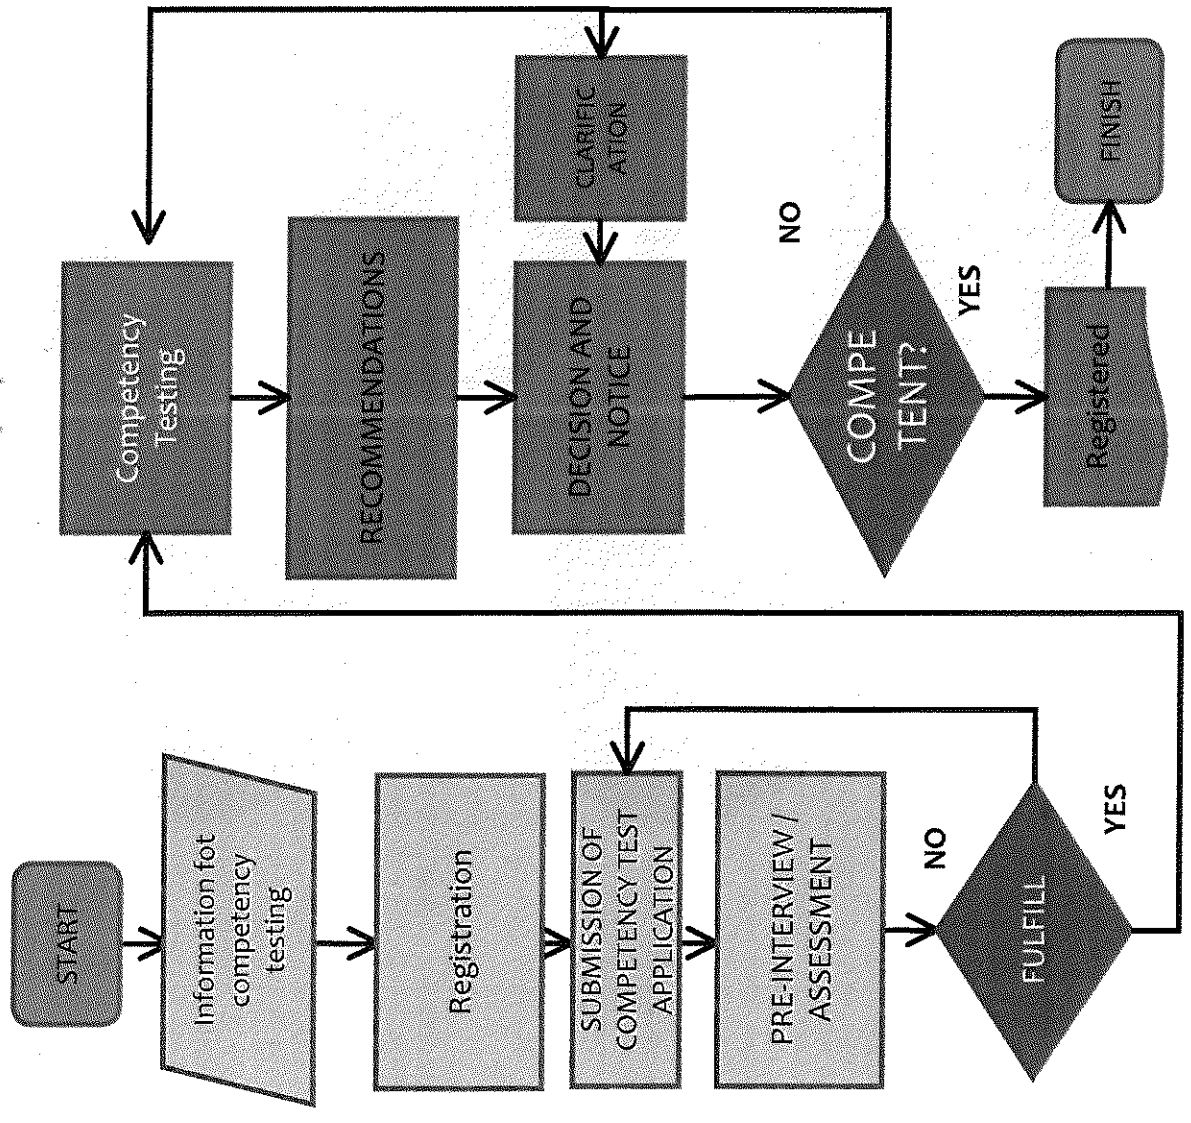 START
Information fot
competency
testing
Registration
SUBMISSION OF
COMPETENCY TEST
APPLICATION
PRE-INTERVIEW /
ASSESSMENT
FULFILL
NO
YES
Competency
Testing
RECOMMENDATIONS
DECISION AND
NOTICE
CLARIFIC
ATION
COMPE
TENT?
NO
YES
Registered
FINISH